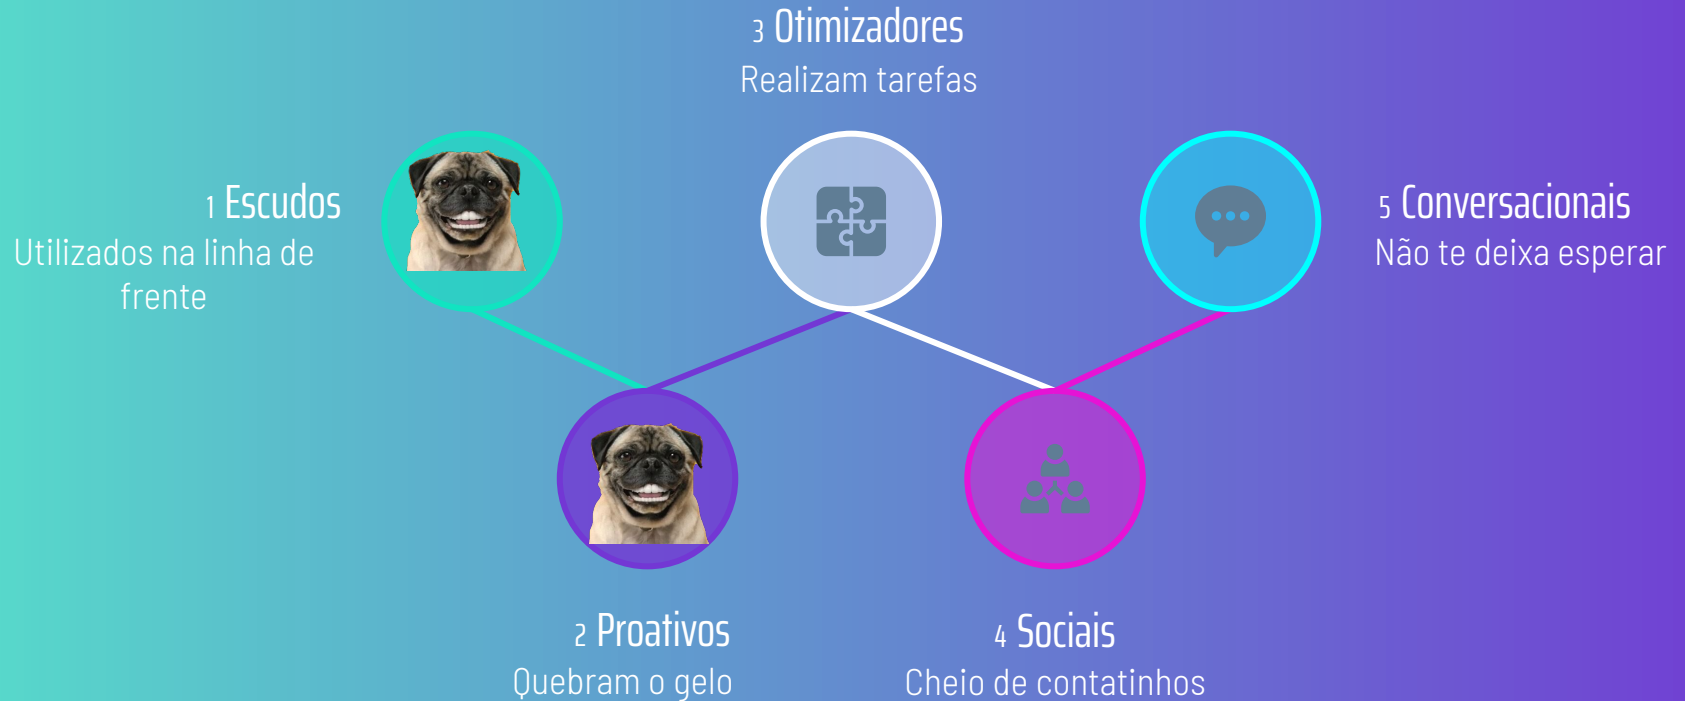 1 Escudos
Utilizados na linha de
frente
2 Proativos
Quebram o gelo
3 Otimizadores
Realizam tarefas
4 Sociais
Cheio de contatinhos
5 Conversacionais
Não te deixa esperar